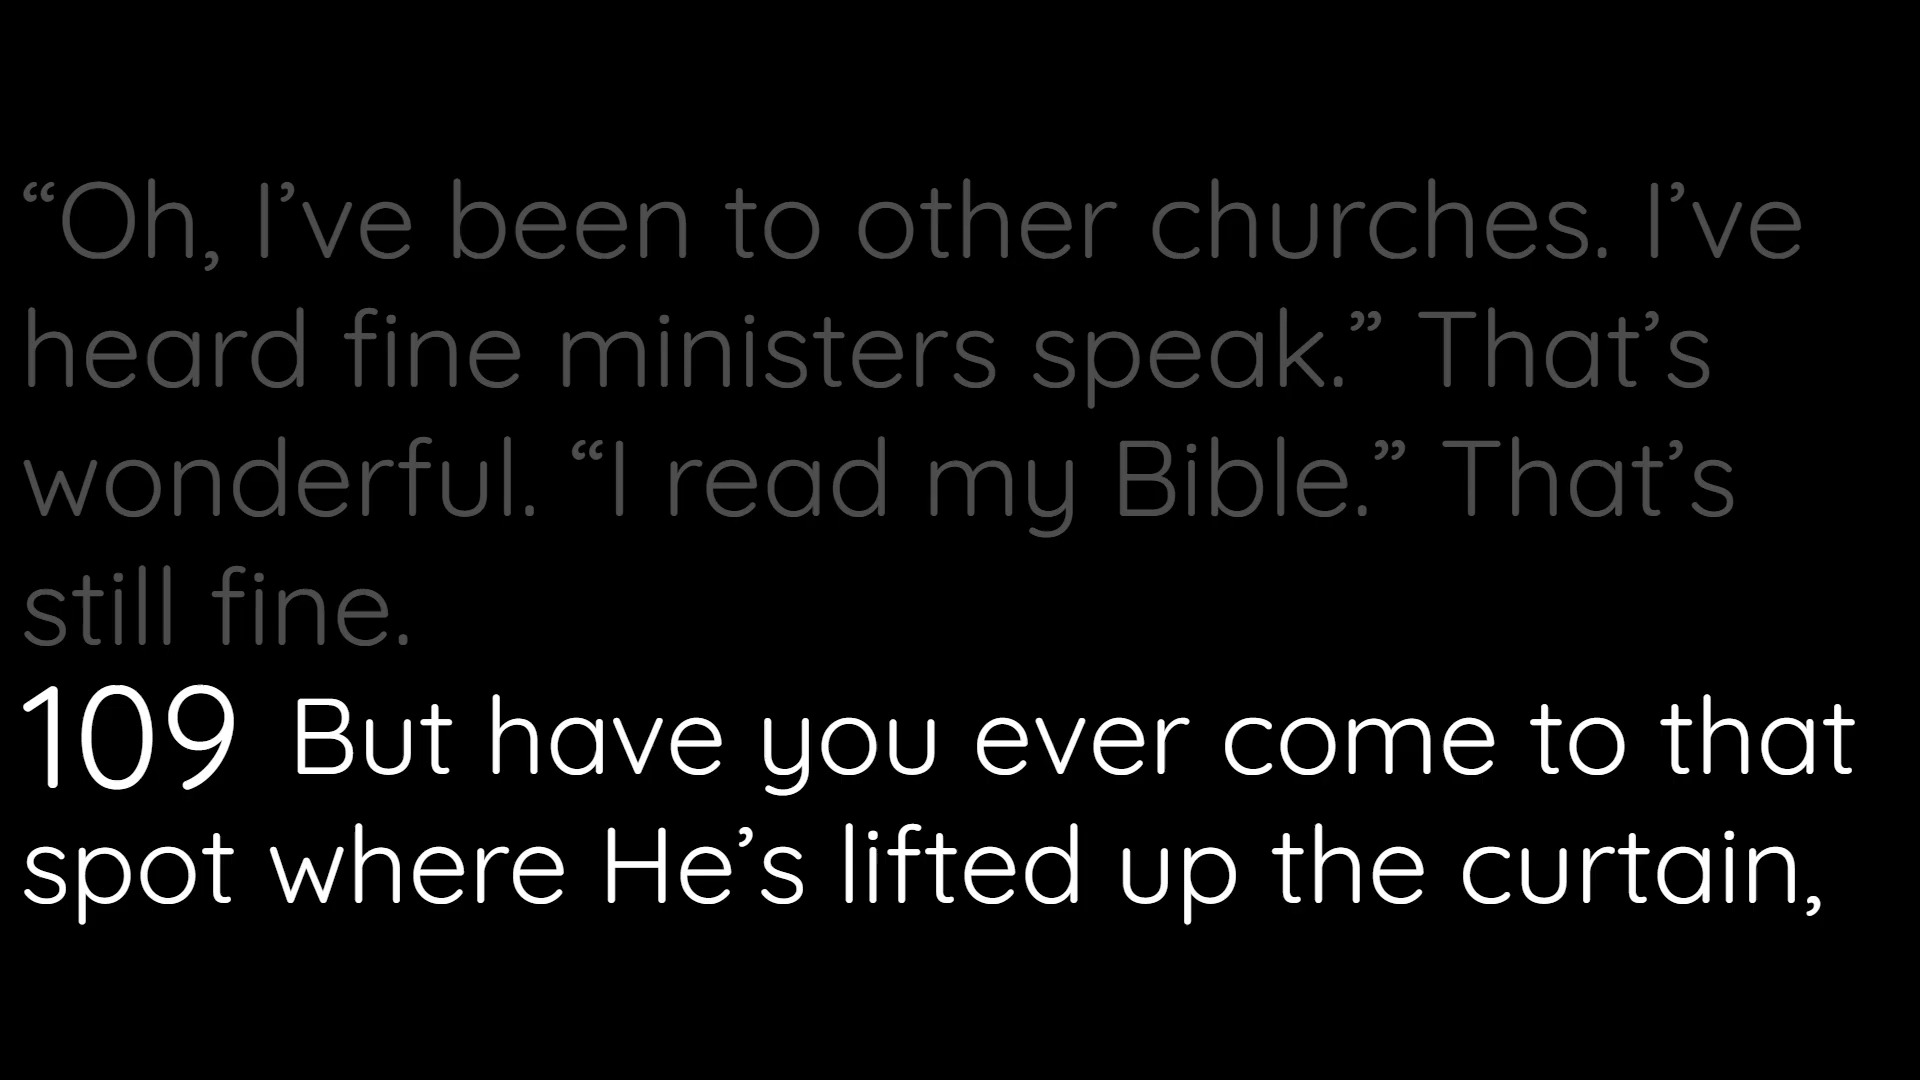 “Oh, I’ve been to other churches. I’ve
heard fine ministers speak.” That’s
wonderful. “I read my Bible.” That’s
still fine.
109 But have you ever come to that
spot where He’s lifted up the curtain,